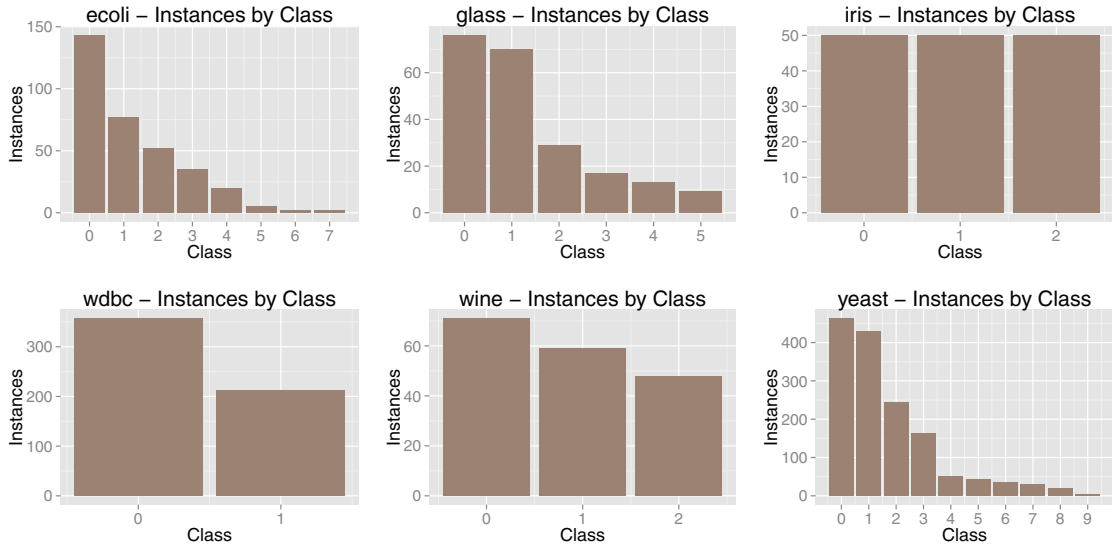 ecoli − Instances by Class
150
100
50
0
Instances
0 1 2 3 4 5 6 7
Class
glass − Instances by Class
60
40
20
0
Instances
0 1 2 3 4 5
Class
iris − Instances by Class
50
40
30
20
10
0
Instances
0 1 2
Class
wdbc − Instances by Class
300
200
100
0
Instances
0 1
Class
wine − Instances by Class
60
40
20
0
Instances
0 1 2
Class
yeast − Instances by Class
400
300
200
100
0
Instances
0 1 2 3 4 5 6 7 8 9
Class